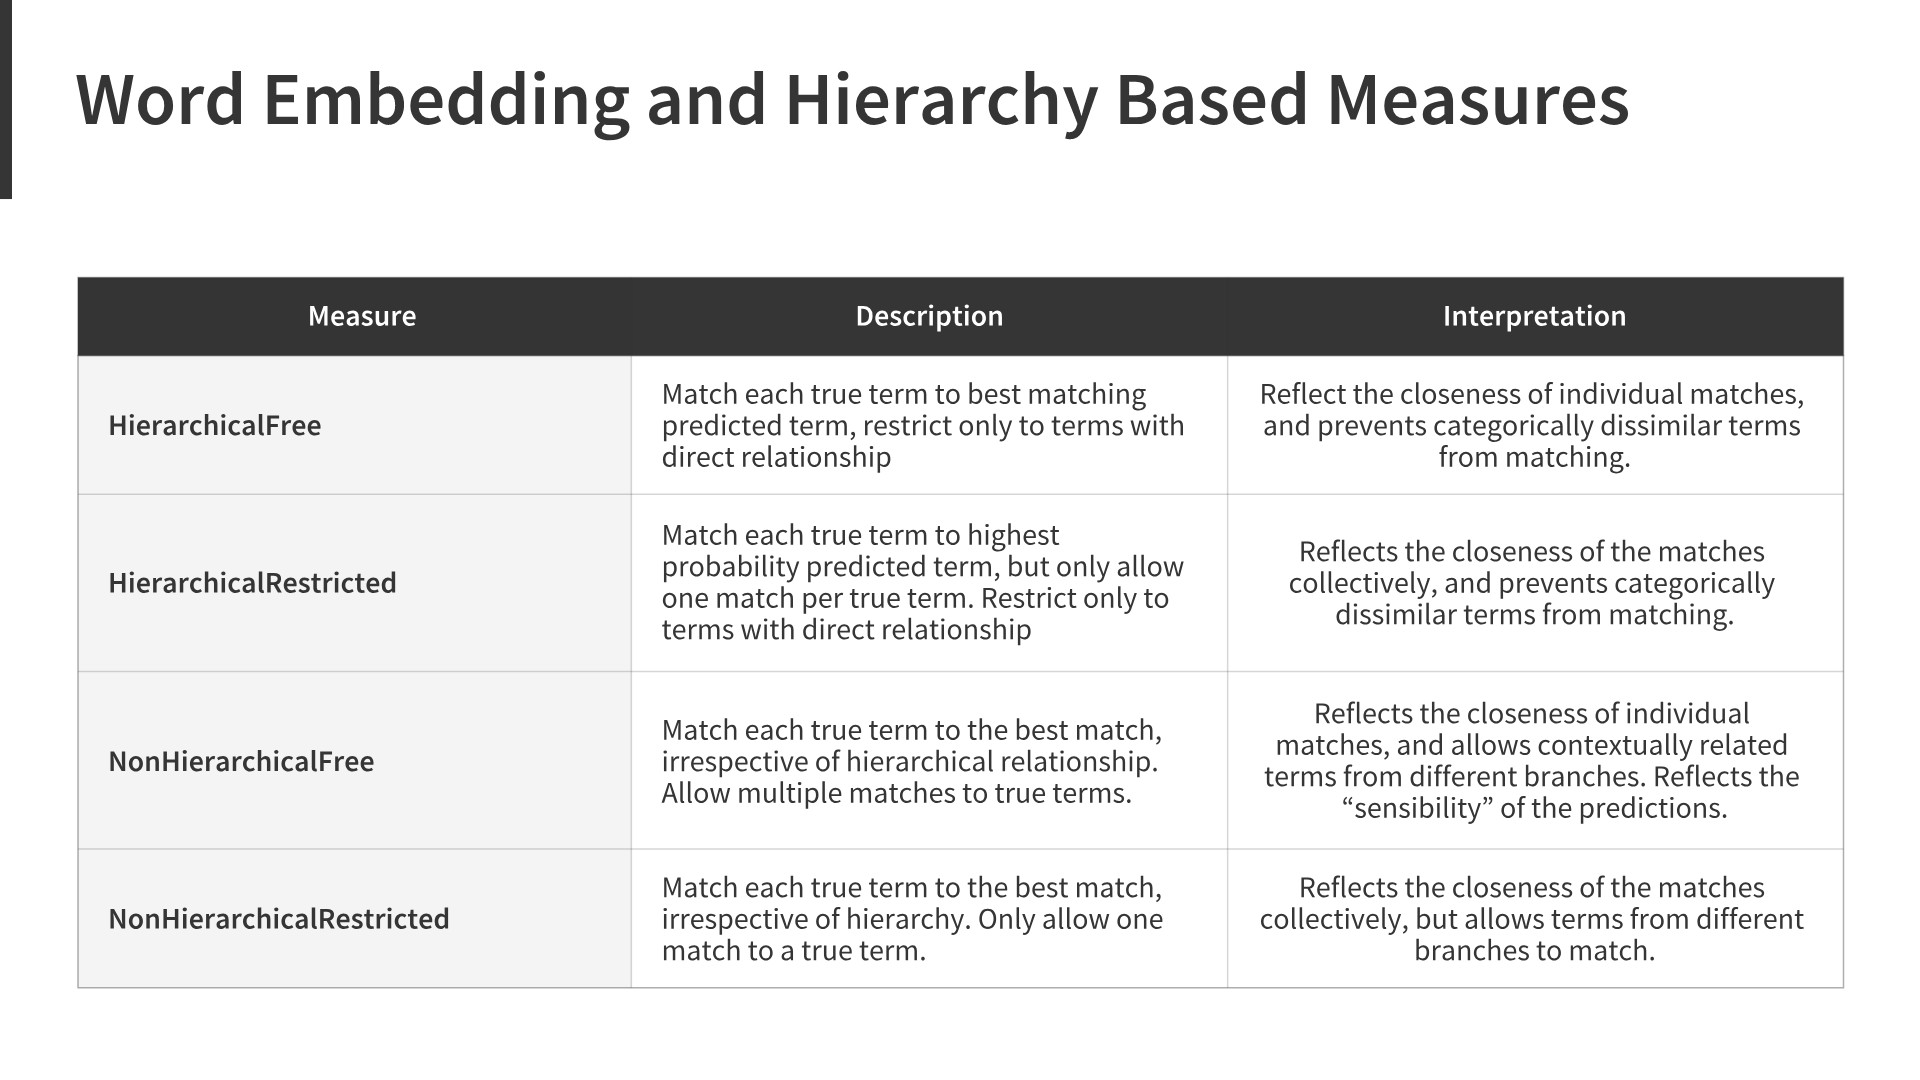 Word Embedding and Hierarchy Based Measures
Measure
Description
Interpretation
HierarchicalFree
Match each true term to best matching
predicted term, restrict only to terms with
direct relationship
Reflect the closeness of individual matches,
and prevents categorically dissimilar terms
from matching.
HierarchicalRestricted
Match each true term to highest
probability predicted term, but only allow
one match per true term. Restrict only to
terms with direct relationship
Reflects the closeness of the matches
collectively, and prevents categorically
dissimilar terms from matching.
NonHierarchicalFree
Match each true term to the best match,
irrespective of hierarchical relationship.
Allow multiple matches to true terms.
Reflects the closeness of individual
matches, and allows contextually related
terms from different branches. Reflects the
“sensibility” of the predictions.
NonHierarchicalRestricted
Match each true term to the best match,
irrespective of hierarchy. Only allow one
match to a true term.
Reflects the closeness of the matches
collectively, but allows terms from different
branches to match.